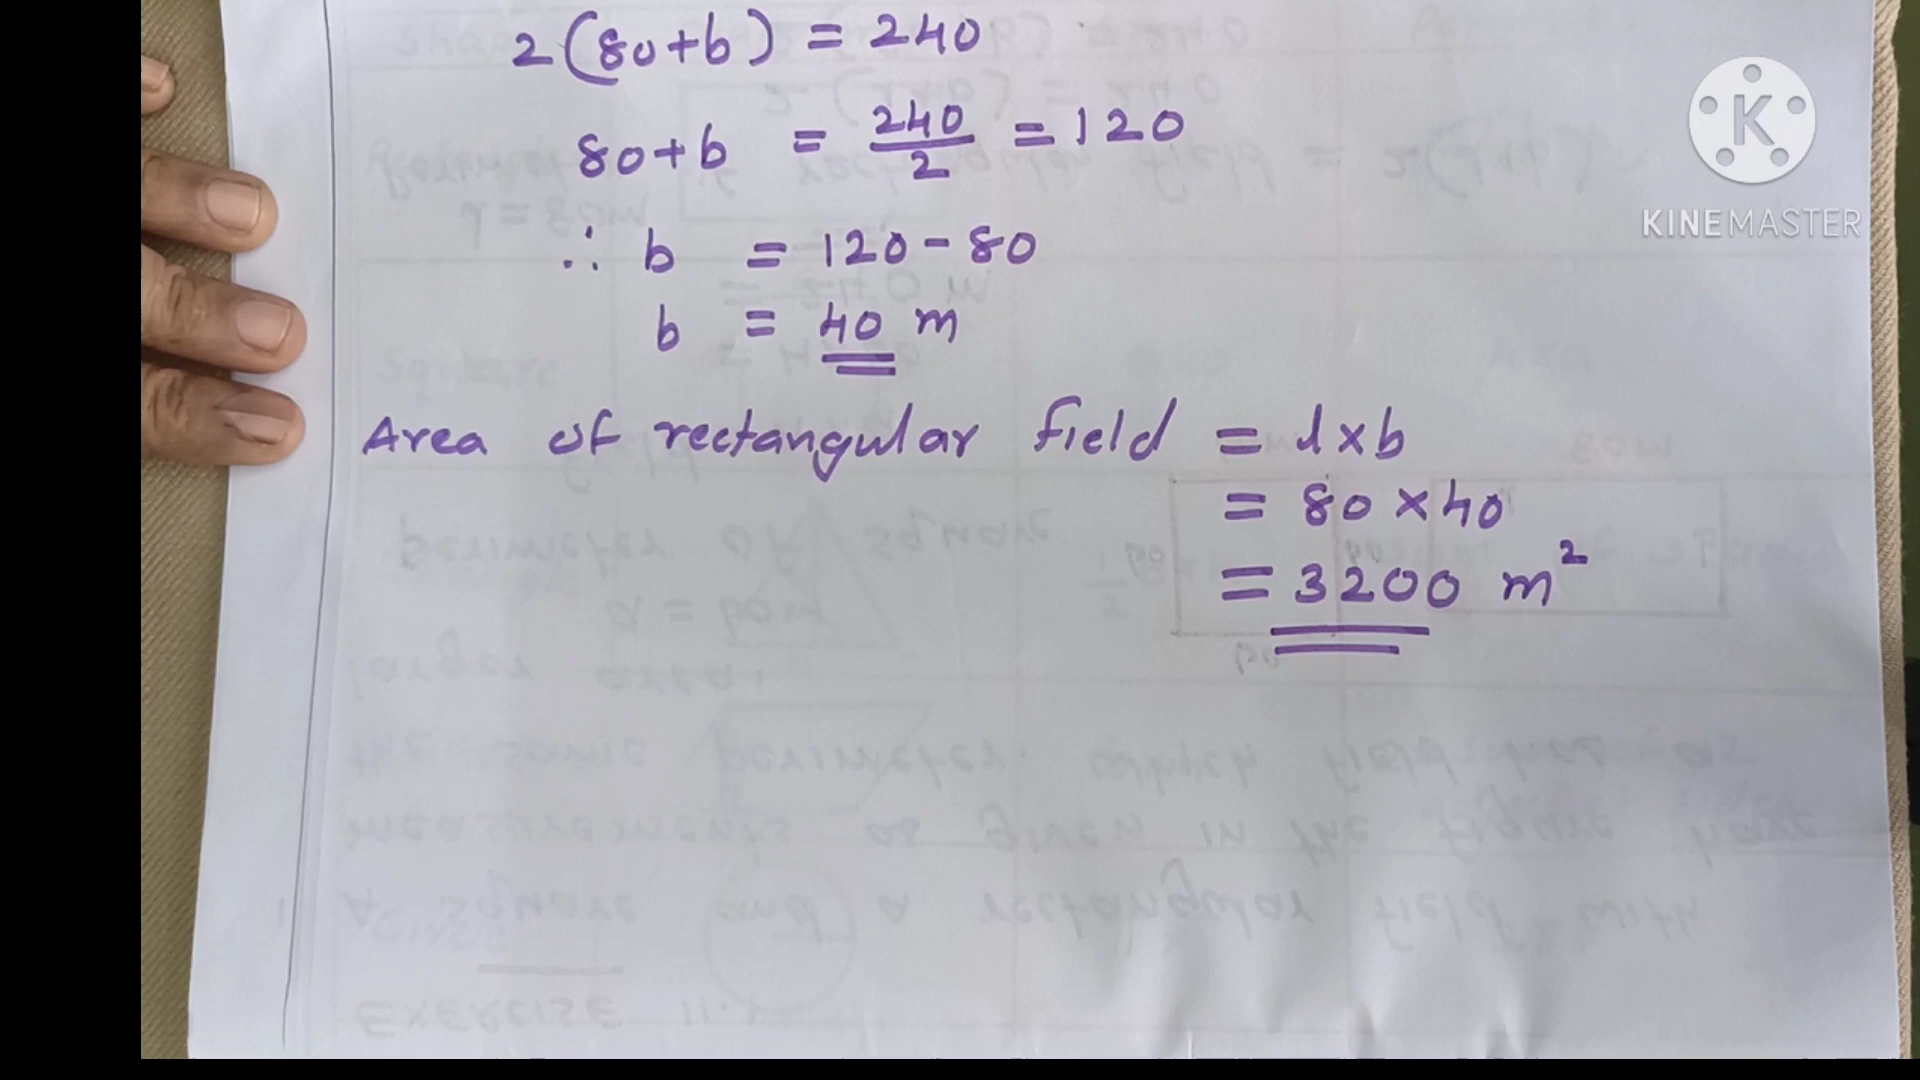 2(80+b) = 240
80+b = 240/2 = 120
∴ b = 120-80
b = 40 m
Area of rectangular field = l×b
= 80×40
= 3200 m²
KINEMASTER